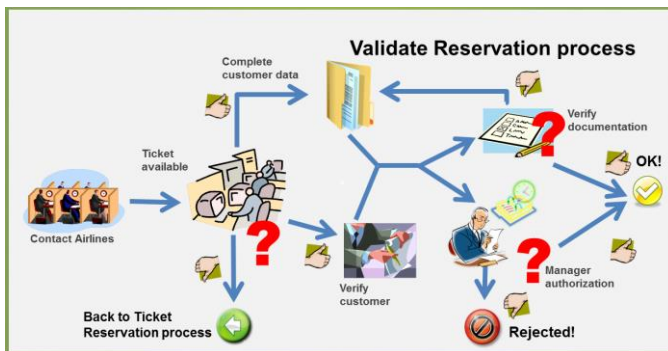 Validate Reservation process
Complete
customer data
Verify
documentation
Ticket
available
OK!
Contact Airlines
Verify
customer
Manager
authorization
Back to Ticket
Reservation process
Rejected!
?
?
?